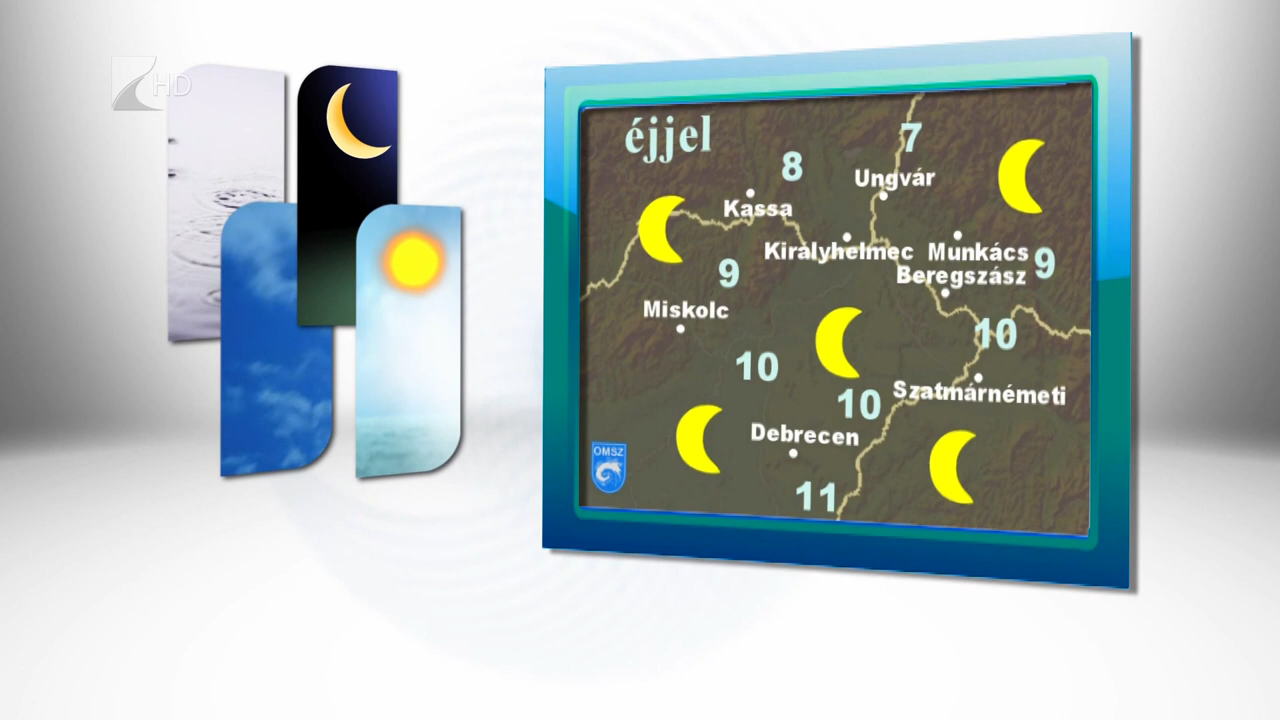 HD
éjjel
7
8
Ungvár
Kassa
Királyhelmec
Munkács
9
9
Beregszász
Miskolc
10
10
Szatmárnémeti
10
Debrecen
OMSZ
11